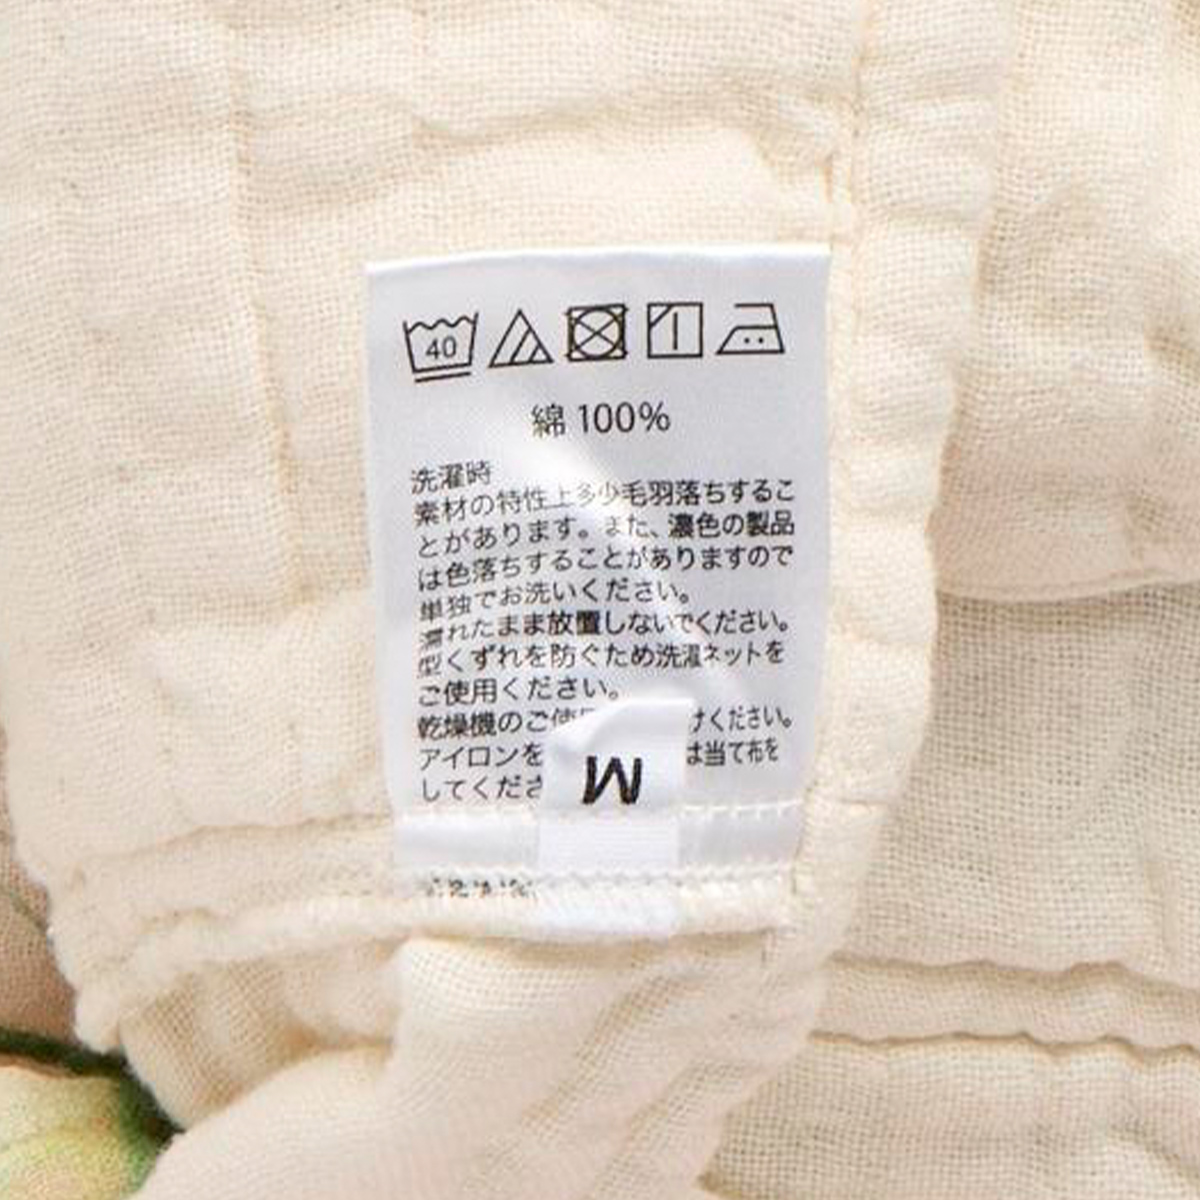 40
綿 100%
洗濯時
素材の特性上多少毛羽落ちするこ
とがあります。また、濃色の製品
は色落ちすることがありますので
単独でお洗いください。
濡れたまま放置しないでください。
型くずれを防ぐため洗濯ネットを
ご使用ください。
乾燥機のご使 けください。
アイロンを は当て布を
してくださ
M